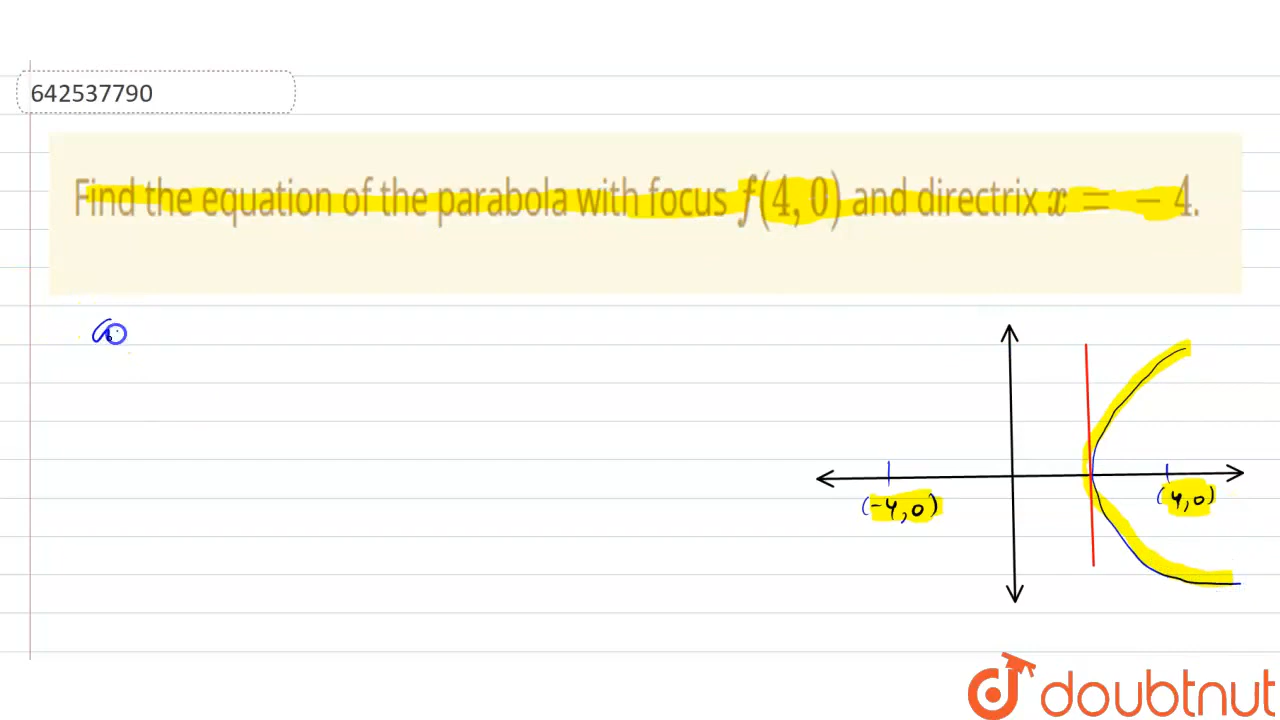 642537790
Find the equation of the parabola with focus f(4, 0) and directrix x = − 4.
(-4,0)
(4,0)
doubtnut